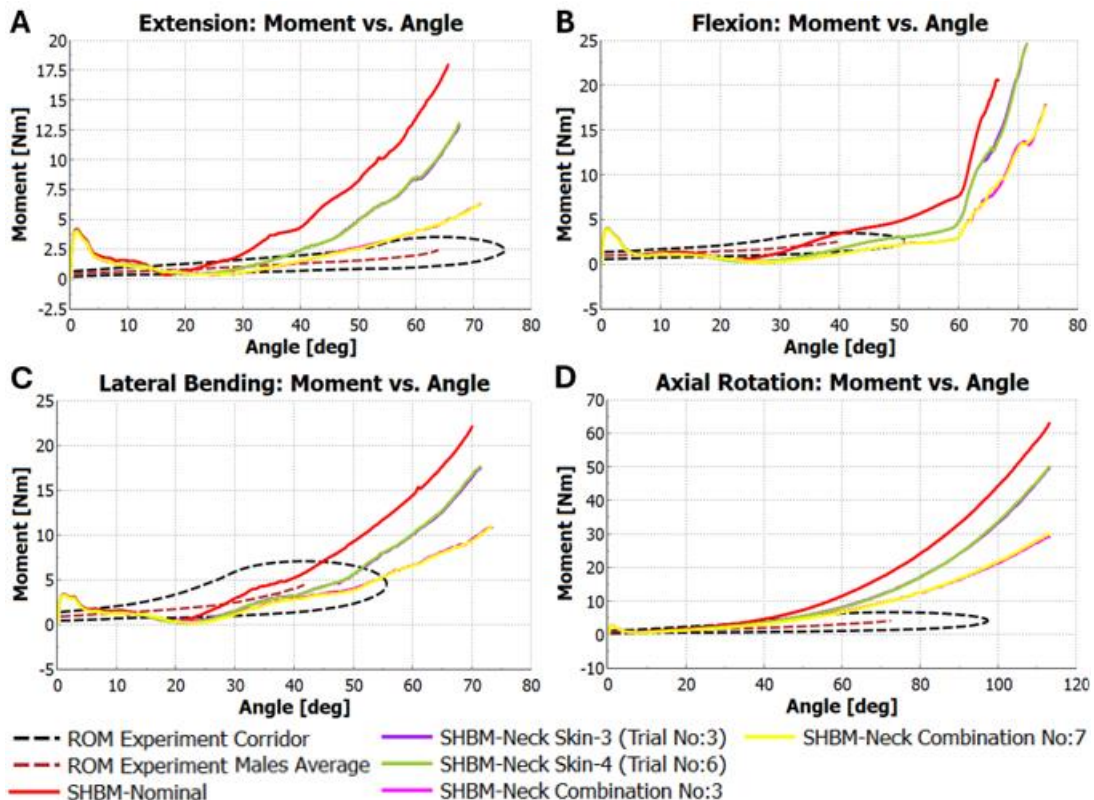 A Extension: Moment vs. Angle
Moment [Nm]
20
17.5
15
12.5
10
7.5
5
2.5
0
-2.5
0 10 20 30 40 50 60 70 80
Angle [deg]
B Flexion: Moment vs. Angle
Moment [Nm]
25
20
15
10
5
0
-5
0 10 20 30 40 50 60 70 80
Angle [deg]
C Lateral Bending: Moment vs. Angle
Moment [Nm]
25
20
15
10
5
0
-5
0 10 20 30 40 50 60 70 80
Angle [deg]
D Axial Rotation: Moment vs. Angle
Moment [Nm]
70
60
50
40
30
20
10
0
-10
0 20 40 60 80 100 120
Angle [deg]
ROM Experiment Corridor
ROM Experiment Males Average
SHBM-Nominal
SHBM-Neck Skin-3 (Trial No:3)
SHBM-Neck Skin-4 (Trial No:6)
SHBM-Neck Combination No:3
SHBM-Neck Combination No:7